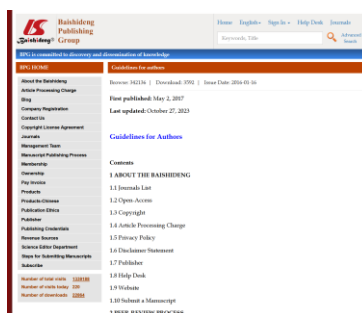 Baishideng
Publishing
Group
Baishideng®
Home English Sign in Help Desk Journals
Keywords, Title
Advanced
Search
BPG is committed to discovery and dissemination of knowledge
BPG HOME
Guidelines for authors
About the Baishideng
Article Processing Charge
Blog
Company Registration
Contact Us
Copyright License Agreement
Journals
Management Team
Manuscript Publishing Process
Membership
Ownership
Pay Invoice
Products
Products-Chinese
Publication Ethics
Publisher
Publishing Credentials
Revenue Sources
Science Editor Department
Steps for Submitting Manuscripts
Subscribe
Number of total visits
Number of visits today
Number of downloads
Browse: 342136 | Download: 3592 | Issue Date: 2016-01-16
First published: May 2, 2017
Last updated: October 27, 2023
Guidelines for Authors
Contents
1 ABOUT THE BAISHIDENG
1.1 Journals List
1.2 Open-Access
1.3 Copyright
1.4 Article Processing Charge
1.5 Privacy Policy
1.6 Disclaimer Statement
1.7 Publisher
1.8 Help Desk
1.9 Website
1.10 Submit a Manuscript
2 PEER-REVIEW PROCESS